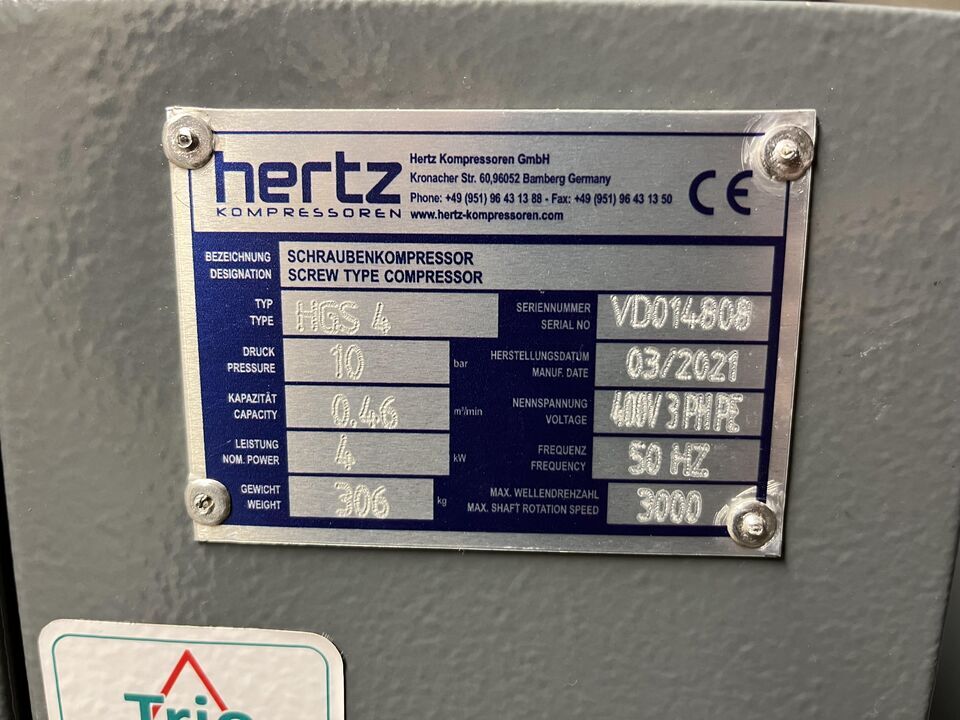 hertz
KOMPRESSOREN
Hertz Kompressoren GmbH
Kronacher Str. 60,96052 Bamberg Germany
Phone: +49 (951) 96 43 13 88 - Fax: +49 (951) 96 43 13 50
www.hertz-kompressoren.com
CE
BEZEICHNUNG
DESIGNATION
SCHRAUBENKOMPRESSOR
SCREW TYPE COMPRESSOR
TYP
TYPE
HGS 4
SERIENNUMMER
SERIAL NO
VD014808
DRUCK
PRESSURE
10
bar
HERSTELLUNGSDATUM
MANUF. DATE
03/2021
KAPAZITÄT
CAPACITY
0.46
m³/min
NENNSPANNUNG
VOLTAGE
400V 3 PH PE
LEISTUNG
NOM. POWER
4
kW
FREQUENZ
FREQUENCY
50 HZ
GEWICHT
WEIGHT
306
kg
MAX. WELLENDREHZAHL
MAX. SHAFT ROTATION SPEED
3000
Trio